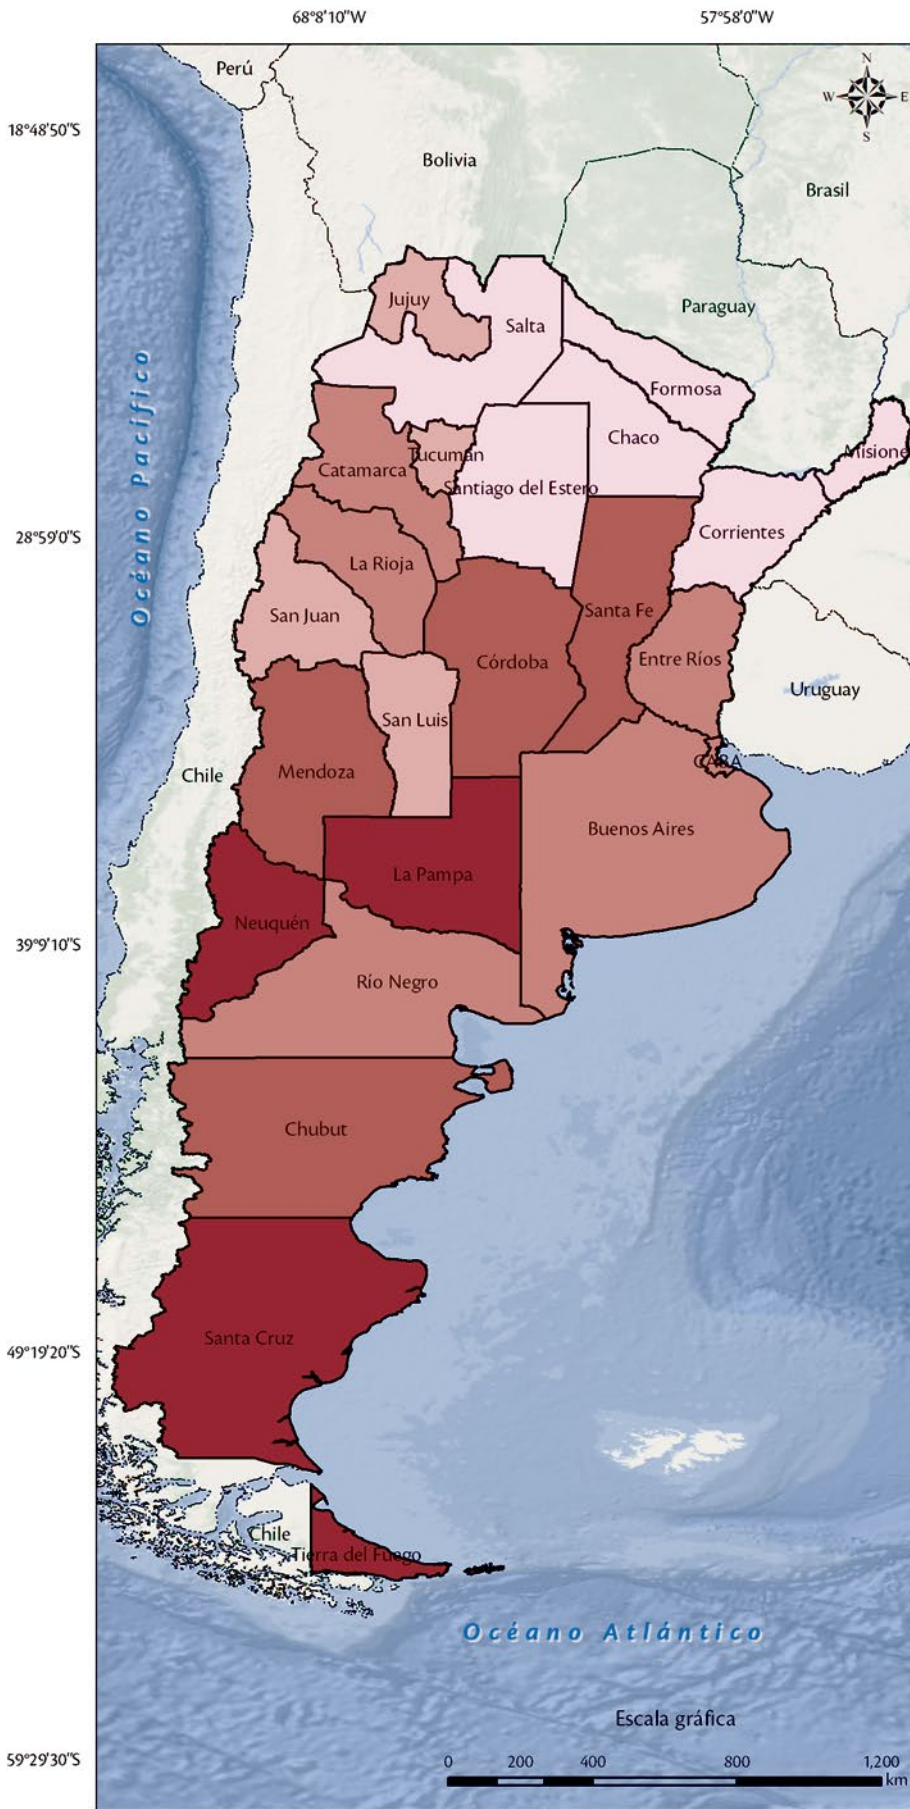 68°8'10"W
57°58'0"W
Perú
N
W
E
S
18°48'50"S
Bolivia
Brasil
Jujuy
Paraguay
Salta
Océano Pacifico
Formosa
Chaco
Tucumán
Misione
Catamarca
Santiago del Estero
28°59'0"S
Corrientes
La Rioja
San Juan
Santa Fe
Córdoba
Entre Ríos
Uruguay
San Luis
CABA
Chile
Mendoza
Buenos Aires
La Pampa
Neuquén
39°9'10"S
Río Negro
Chubut
Santa Cruz
49°19'20"S
Chile
Tierra del Fuego
Océano Atlántico
Escala gráfica
59°29'30"S
0 200 400 800 1,200
km